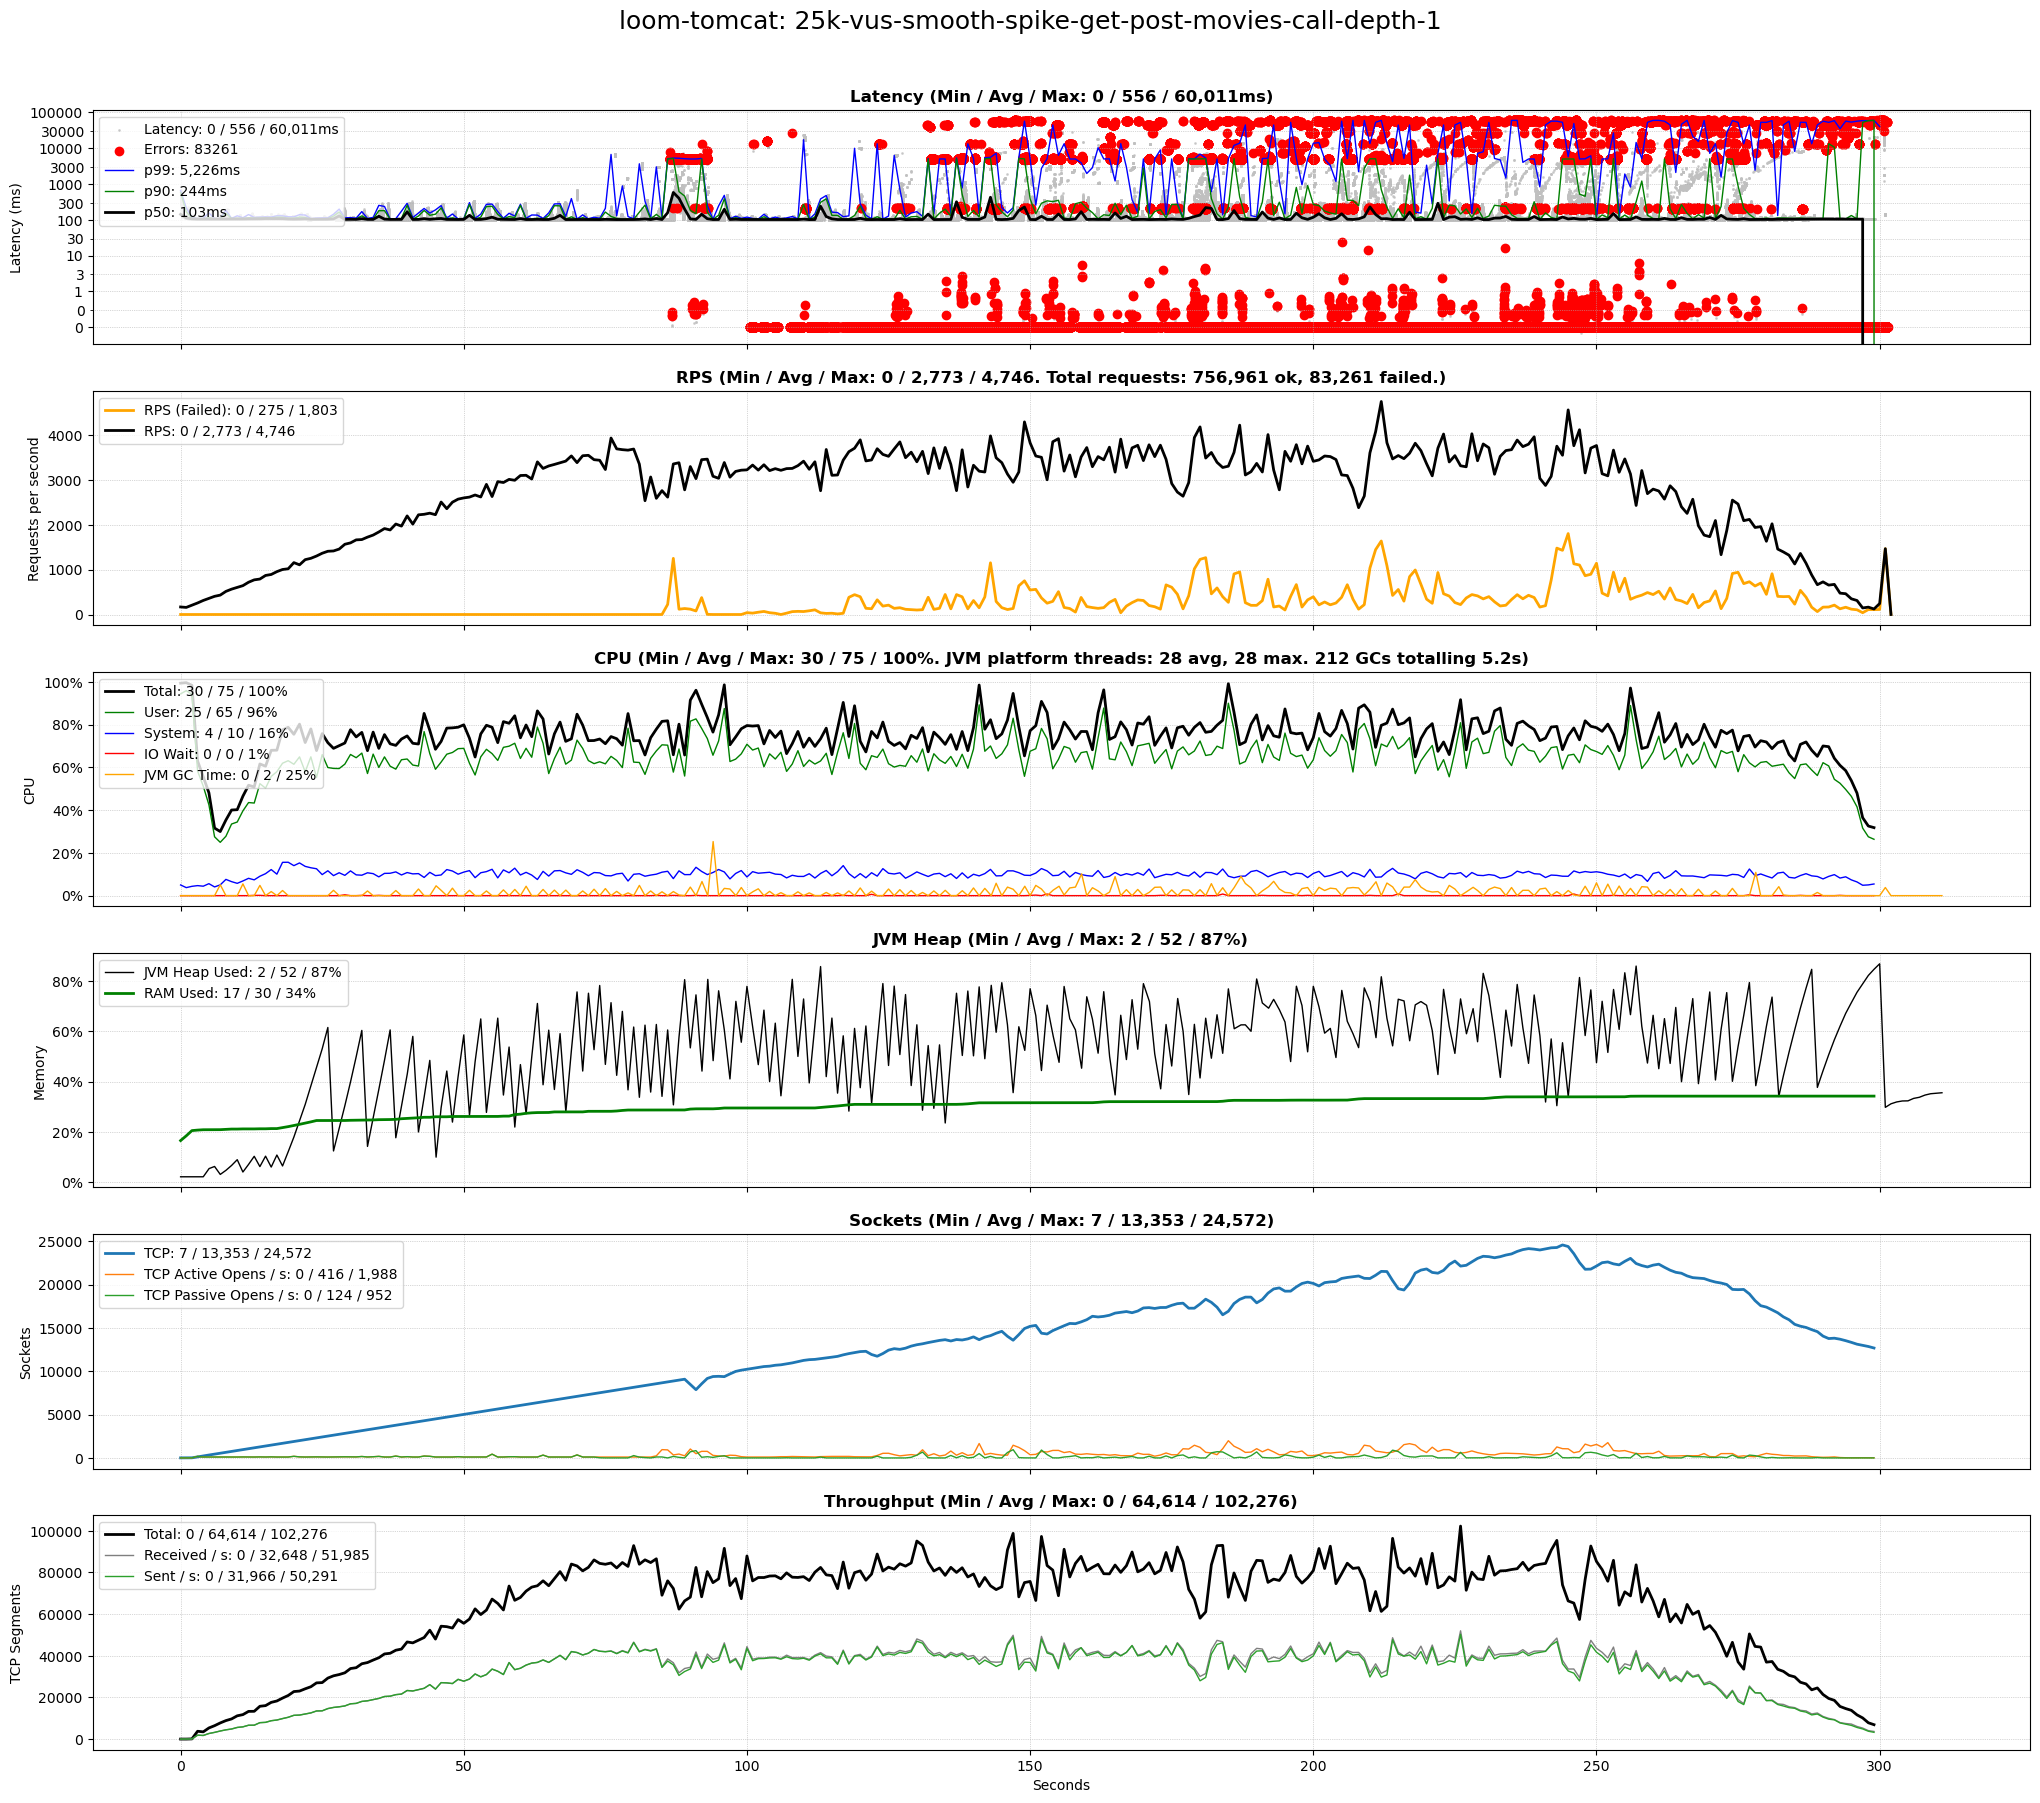 loom-tomcat: 25k-vus-smooth-spike-get-post-movies-call-depth-1
Latency (Min / Avg / Max: 0 / 556 / 60,011ms)
Latency (ms)
100000
30000
10000
3000
1000
300
100
30
10
3
1
0
0
Latency: 0 / 556 / 60,011ms
Errors: 83261
p99: 5,226ms
p90: 244ms
p50: 103ms
RPS (Min / Avg / Max: 0 / 2,773 / 4,746. Total requests: 756,961 ok, 83,261 failed.)
Requests per second
4000
3000
2000
1000
0
RPS (Failed): 0 / 275 / 1,803
RPS: 0 / 2,773 / 4,746
CPU (Min / Avg / Max: 30 / 75 / 100%. JVM platform threads: 28 avg, 28 max. 212 GCs totalling 5.2s)
CPU
100%
80%
60%
40%
20%
0%
Total: 30 / 75 / 100%
User: 25 / 65 / 96%
System: 4 / 10 / 16%
IO Wait: 0 / 0 / 1%
JVM GC Time: 0 / 2 / 25%
JVM Heap (Min / Avg / Max: 2 / 52 / 87%)
Memory
80%
60%
40%
20%
0%
JVM Heap Used: 2 / 52 / 87%
RAM Used: 17 / 30 / 34%
Sockets (Min / Avg / Max: 7 / 13,353 / 24,572)
Sockets
25000
20000
15000
10000
5000
0
TCP: 7 / 13,353 / 24,572
TCP Active Opens / s: 0 / 416 / 1,988
TCP Passive Opens / s: 0 / 124 / 952
Throughput (Min / Avg / Max: 0 / 64,614 / 102,276)
TCP Segments
100000
80000
60000
40000
20000
0
Total: 0 / 64,614 / 102,276
Received / s: 0 / 32,648 / 51,985
Sent / s: 0 / 31,966 / 50,291
0 50 100 150 200 250 300
Seconds